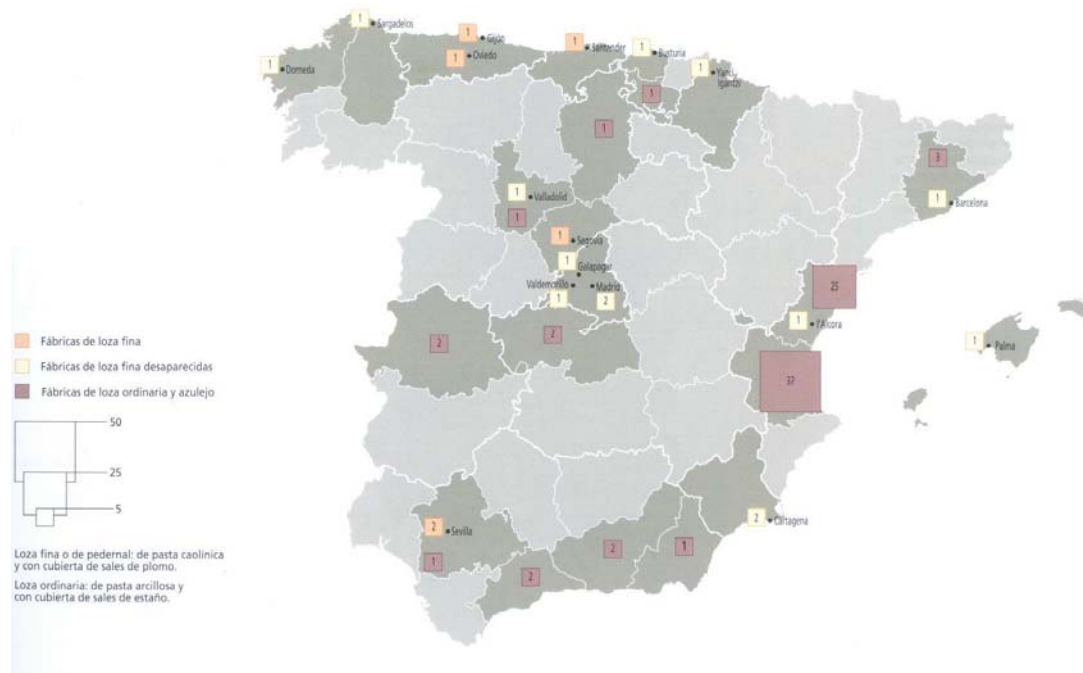 1
Sargadelos
1
Gijón
1
Oviedo
1
Santander
1
Busturia
1
Domeda
1
Yanci
Igantzi
1
1
3
1
Barcelona
1
Valladolid
1
1
Segovia
1
Galapagar
Valdemorillo
Madrid
1
2
25
1
l'Alcora
1
Palma
2
2
37
2
Cartagena
2
Sevilla
1
2
2
1
Fábricas de loza fina
Fábricas de loza fina desaparecidas
Fábricas de loza ordinaria y azulejo
50
25
5
Loza fina o de pedernal: de pasta caolínica
y con cubierta de sales de plomo.
Loza ordinaria: de pasta arcillosa y
con cubierta de sales de estaño.